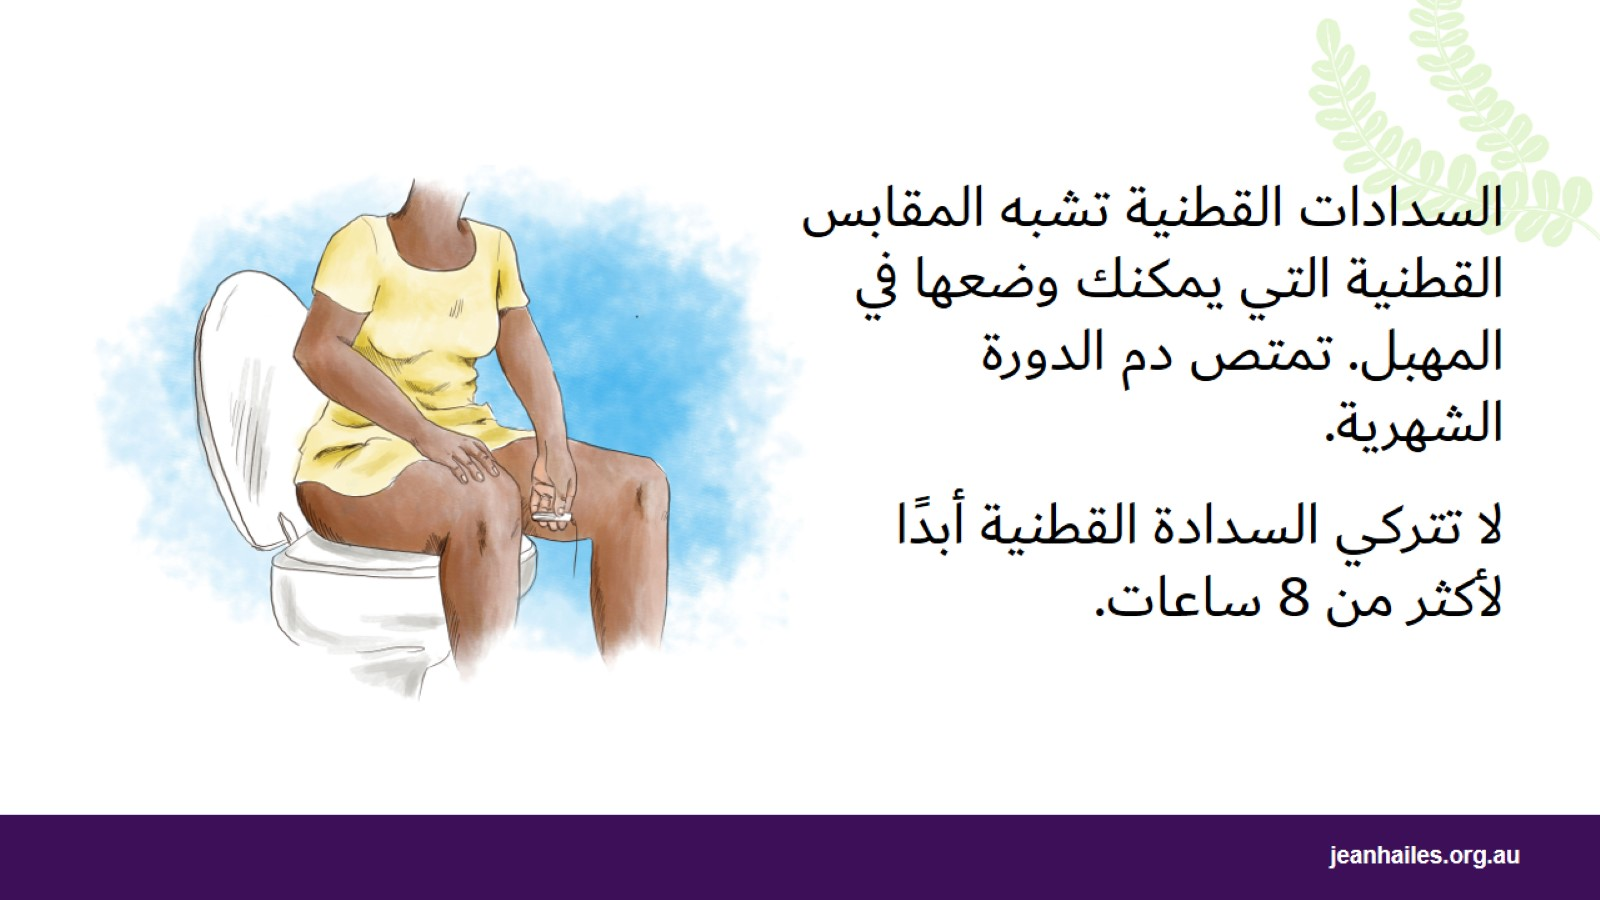 السدادات القطنية تشبه المقابس
القطنية التي يمكنك وضعها في
المهبل. تمتص دم الدورة
الشهرية.
لا تتركي السدادة القطنية أبدًا
لأكثر من 8 ساعات.
jeanhailes.org.au